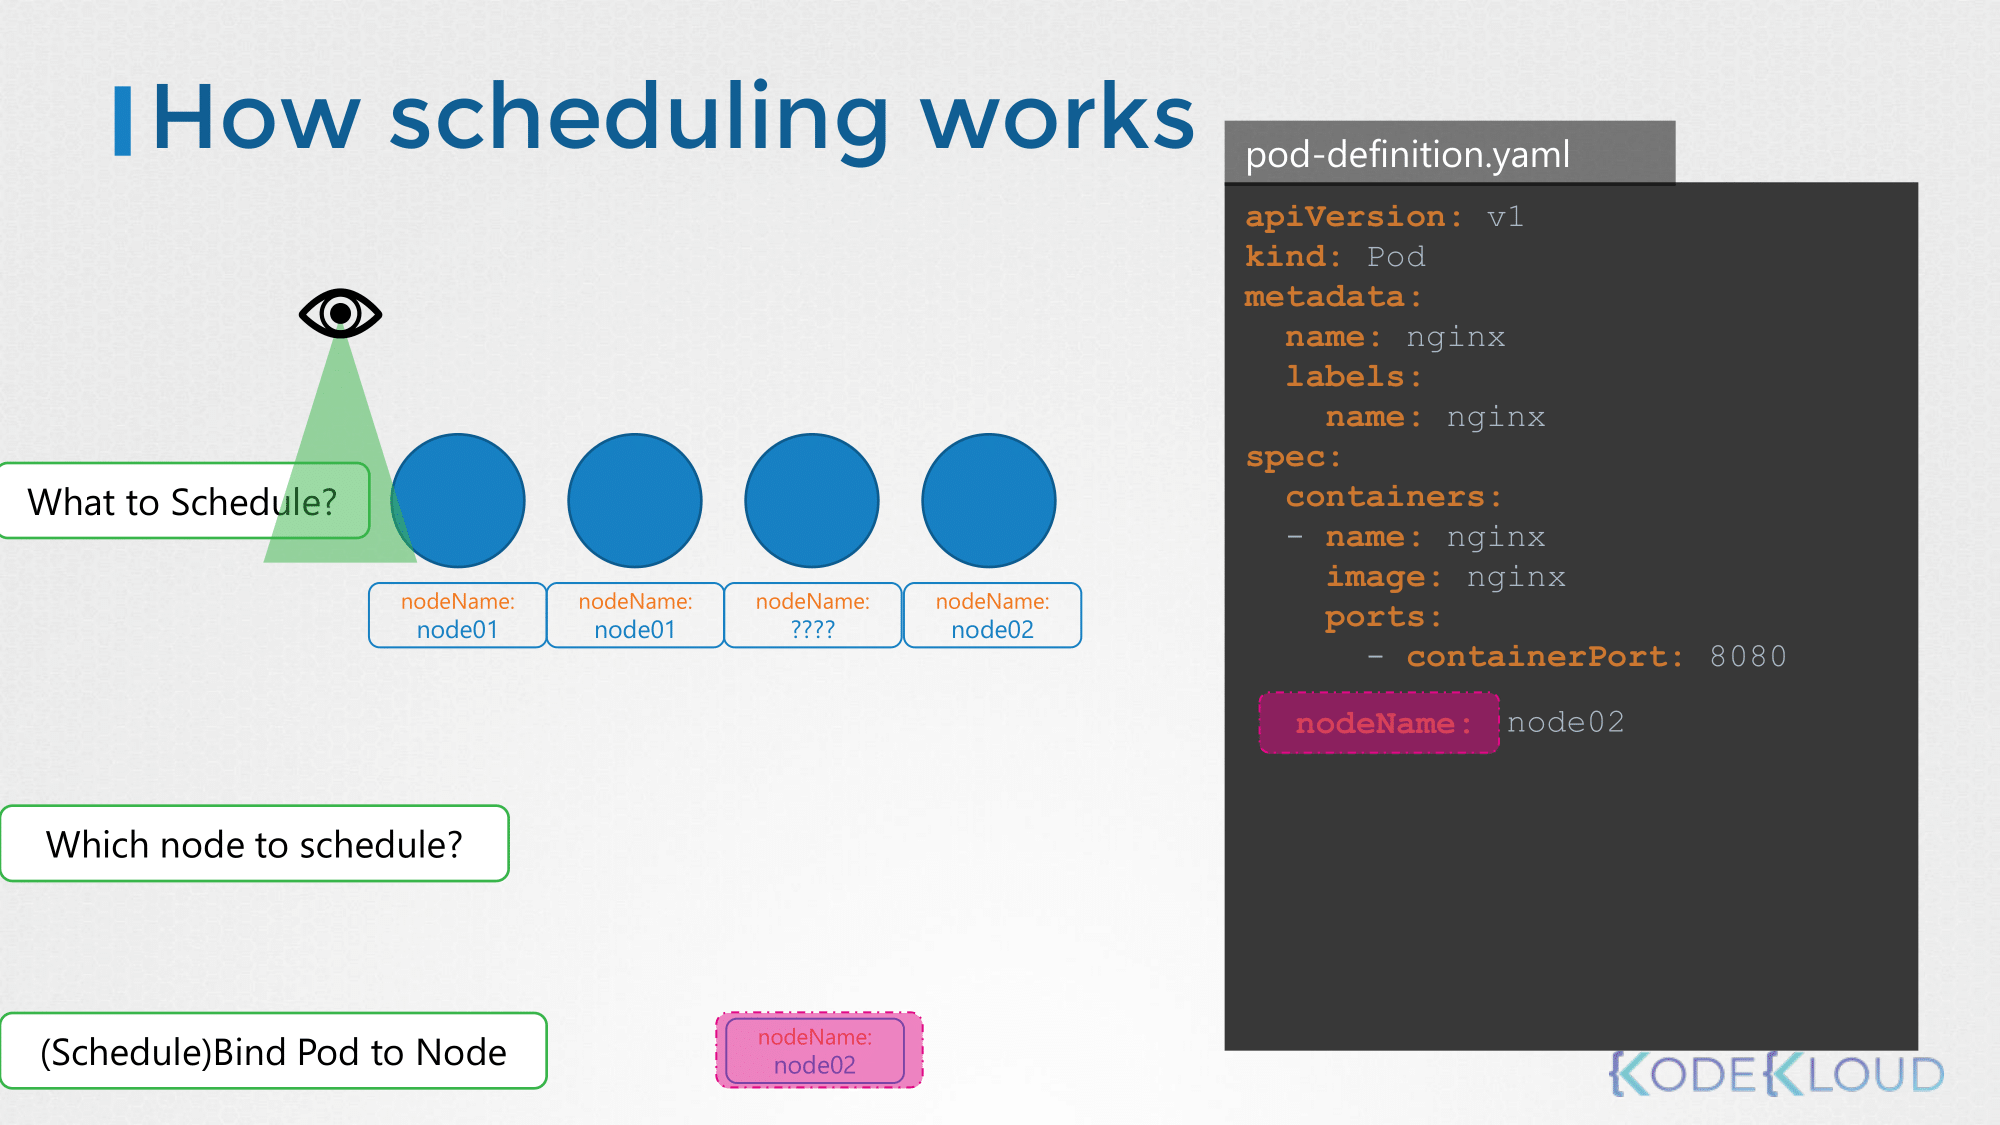 How scheduling works
pod-definition.yaml
apiVersion: v1
kind: Pod
metadata:
  name: nginx
  labels:
    name: nginx
spec:
  containers:
  - name: nginx
    image: nginx
    ports:
      - containerPort: 8080
  nodeName: node02
What to Schedule?
nodeName:
node01
nodeName:
node01
nodeName:
????
nodeName:
node02
Which node to schedule?
(Schedule)Bind Pod to Node
nodeName:
node02
KODEKLOUD